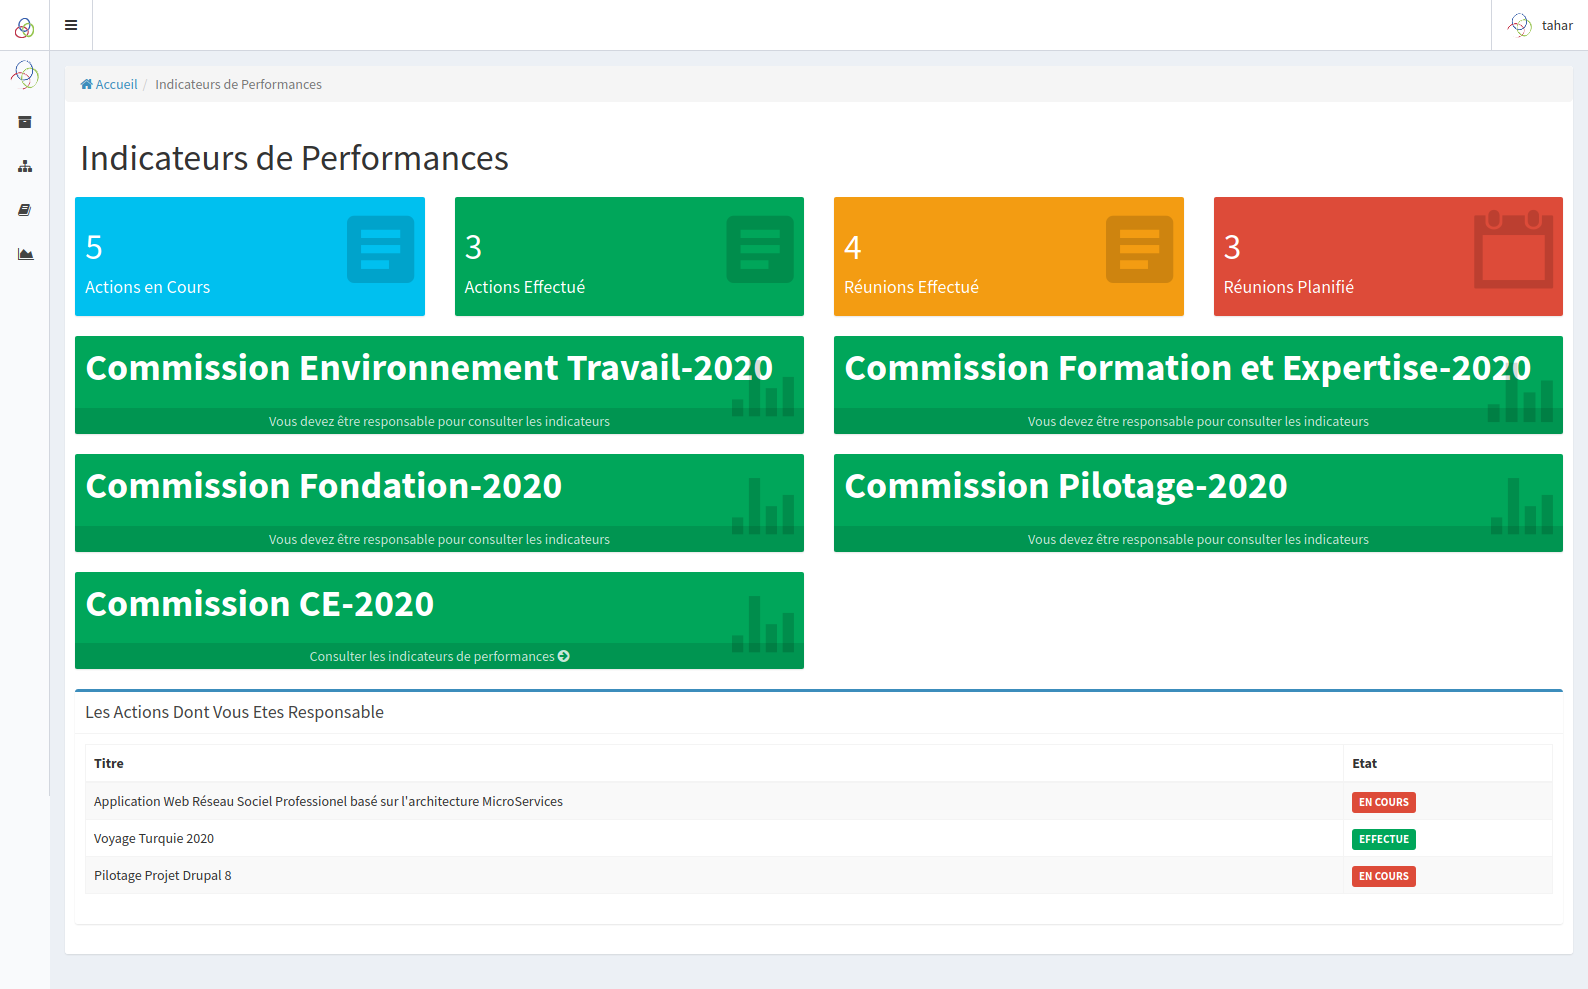 tahar
Accueil / Indicateurs de Performances
Indicateurs de Performances
5
Actions en Cours
3
Actions Effectué
4
Réunions Effectué
3
Réunions Planifié
Commission Environnement Travail-2020
Vous devez être responsable pour consulter les indicateurs
Commission Formation et Expertise-2020
Vous devez être responsable pour consulter les indicateurs
Commission Fondation-2020
Vous devez être responsable pour consulter les indicateurs
Commission Pilotage-2020
Vous devez être responsable pour consulter les indicateurs
Commission CE-2020
Consulter les indicateurs de performances
Les Actions Dont Vous Etes Responsable
Titre Etat
Application Web Réseau Sociel Professionel basé sur l'architecture MicroServices EN COURS
Voyage Turquie 2020 EFFECTUE
Pilotage Projet Drupal 8 EN COURS